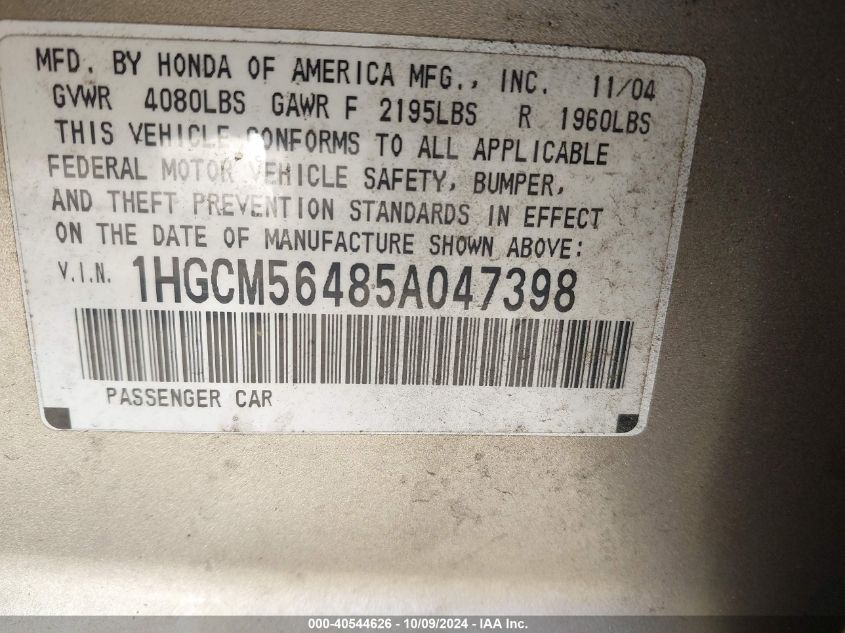 MFD. BY HONDA OF AMERICA MFG., INC. 11/04
GVWR 4080LBS GAWR F 2195LBS R 1960LBS
THIS VEHICLE CONFORMS TO ALL APPLICABLE
FEDERAL MOTOR VEHICLE SAFETY, BUMPER,
AND THEFT PREVENTION STANDARDS IN EFFECT
ON THE DATE OF MANUFACTURE SHOWN ABOVE:
V.I.N. 1HGCM56485A047398
PASSENGER CAR
000-40544626 - 10/09/2024 - IAA Inc.